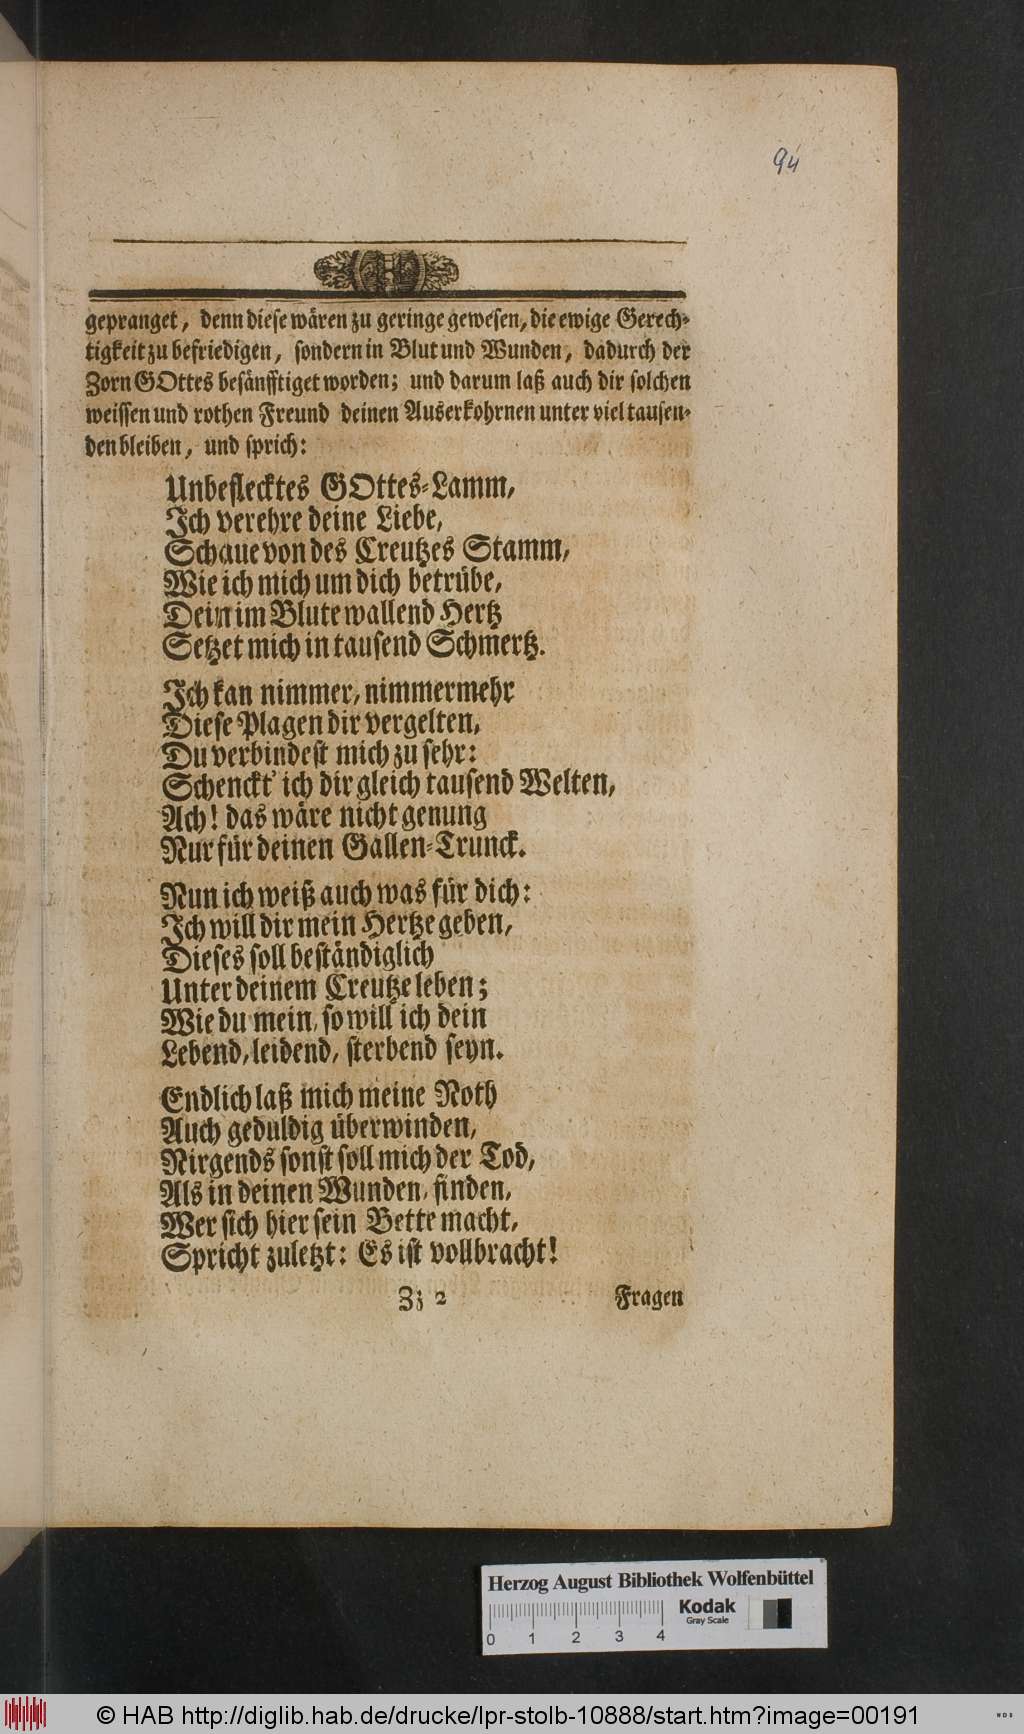 94
gepranget, denn diese wären zu geringe gewesen, die ewige Gerech-
tigkeit zu befriedigen, sondern in Blut und Wunden, dadurch der
Zorn GOttes besänfftiget worden; und darum laß auch dir solchen
weissen und rothen Freund deinen Auserkohrnen unter viel tausen-
den bleiben, und sprich:
Unbeflecktes GOttes-Lamm,
Ich verehre deine Liebe,
Schaue von des Creutzes Stamm,
Wie ich mich um dich betrübe,
Dein im Blute wallend Hertz
Setzet mich in tausend Schmertz.
Ich kan nimmer, nimmermehr
Diese Plagen dir vergelten,
Du verbindest mich zu sehr:
Schenckt' ich dir gleich tausend Welten,
Ach! das wäre nicht genung
Nur für deinen Gallen-Trunck.
Nun ich weiß auch was für dich:
Ich will dir mein Hertze geben,
Dieses soll beständiglich
Unter deinem Creutze leben;
Wie du mein, so will ich dein
Lebend, leidend, sterbend seyn.
Endlich laß mich meine Noth
Auch geduldig überwinden,
Nirgends sonst soll mich der Tod,
Als in deinen Wunden, finden,
Wer sich hier sein Bette macht,
Spricht zuletzt: Es ist vollbracht!
Zz 2 Fragen
Herzog August Bibliothek Wolfenbüttel
Kodak
Gray Scale
0 1 2 3 4
© HAB http://diglib.hab.de/drucke/lpr-stolb-10888/start.htm?image=00191
WDB